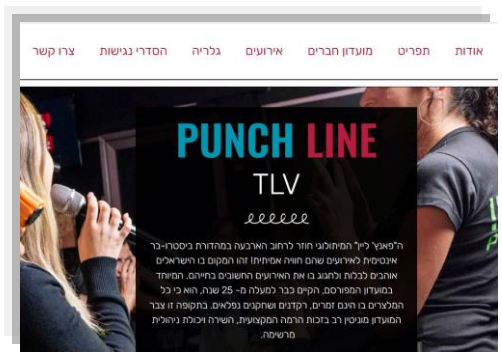 אודות תפריט מועדון חברים אירועים גלריה הסדרי נגישות צרו קשר
PUNCH LINE
TLV
ה"פאנץ' ליין" המיתולוגי חוזר לרחוב הארבעה במהדורת ביסטרו-בר
אינטימית לאירועים שהם חוויה אמיתית! זהו המקום בו הישראלים
אוהבים לבלות ולחגוג בו את האירועים החשובים בחייהם. המיוחד
במועדון המפורסם, הקיים כבר למעלה מ- 25 שנה, הוא כי כל
המלצרים בו הינם זמרים, רקדנים ושחקנים נפלאים. בתקופה זו צבר
המועדון מוניטין רב בזכות הרמה המקצועית, השירה ויכולת ניהולית
מרשימה.